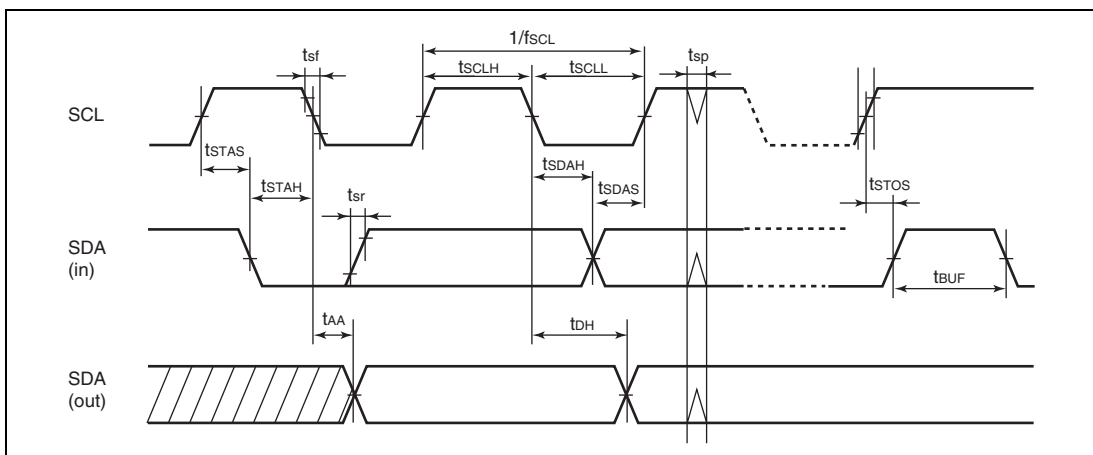 1/fSCL
tsf
tSCLH
tSCLL
tsp
SCL
tSTAS
tSTAH
tsr
tSDAH
tSDAS
tSTOS
SDA
(in)
tBUF
tAA
tDH
SDA
(out)